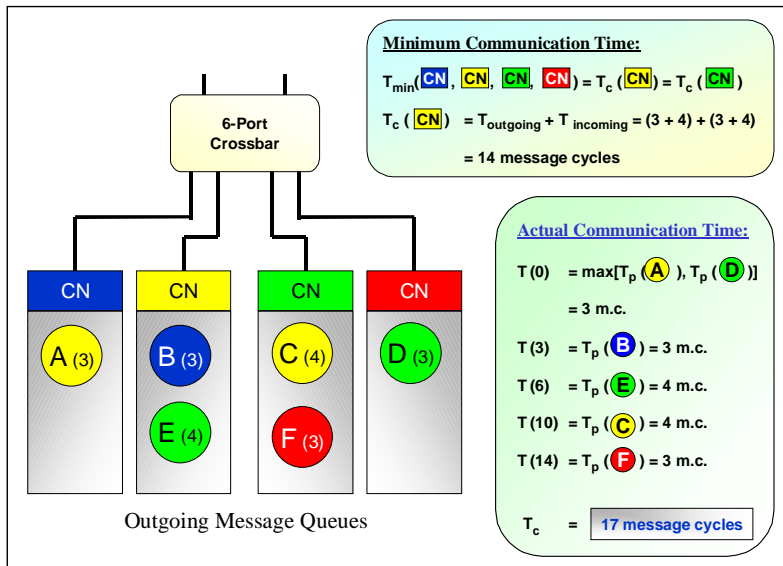 6-Port
Crossbar
CN CN CN CN
A (3) B (3) C (4) D (3)
E (4) F (3)
Outgoing Message Queues
Minimum Communication Time:
Tmin(CN, CN, CN, CN) = Tc (CN) = Tc (CN)
Tc (CN) = Toutgoing + T incoming = (3 + 4) + (3 + 4)
= 14 message cycles
Actual Communication Time:
T (0) = max[Tp (A), Tp (D)]
= 3 m.c.
T (3) = Tp (B) = 3 m.c.
T (6) = Tp (E) = 4 m.c.
T (10) = Tp (C) = 4 m.c.
T (14) = Tp (F) = 3 m.c.
Tc = 17 message cycles